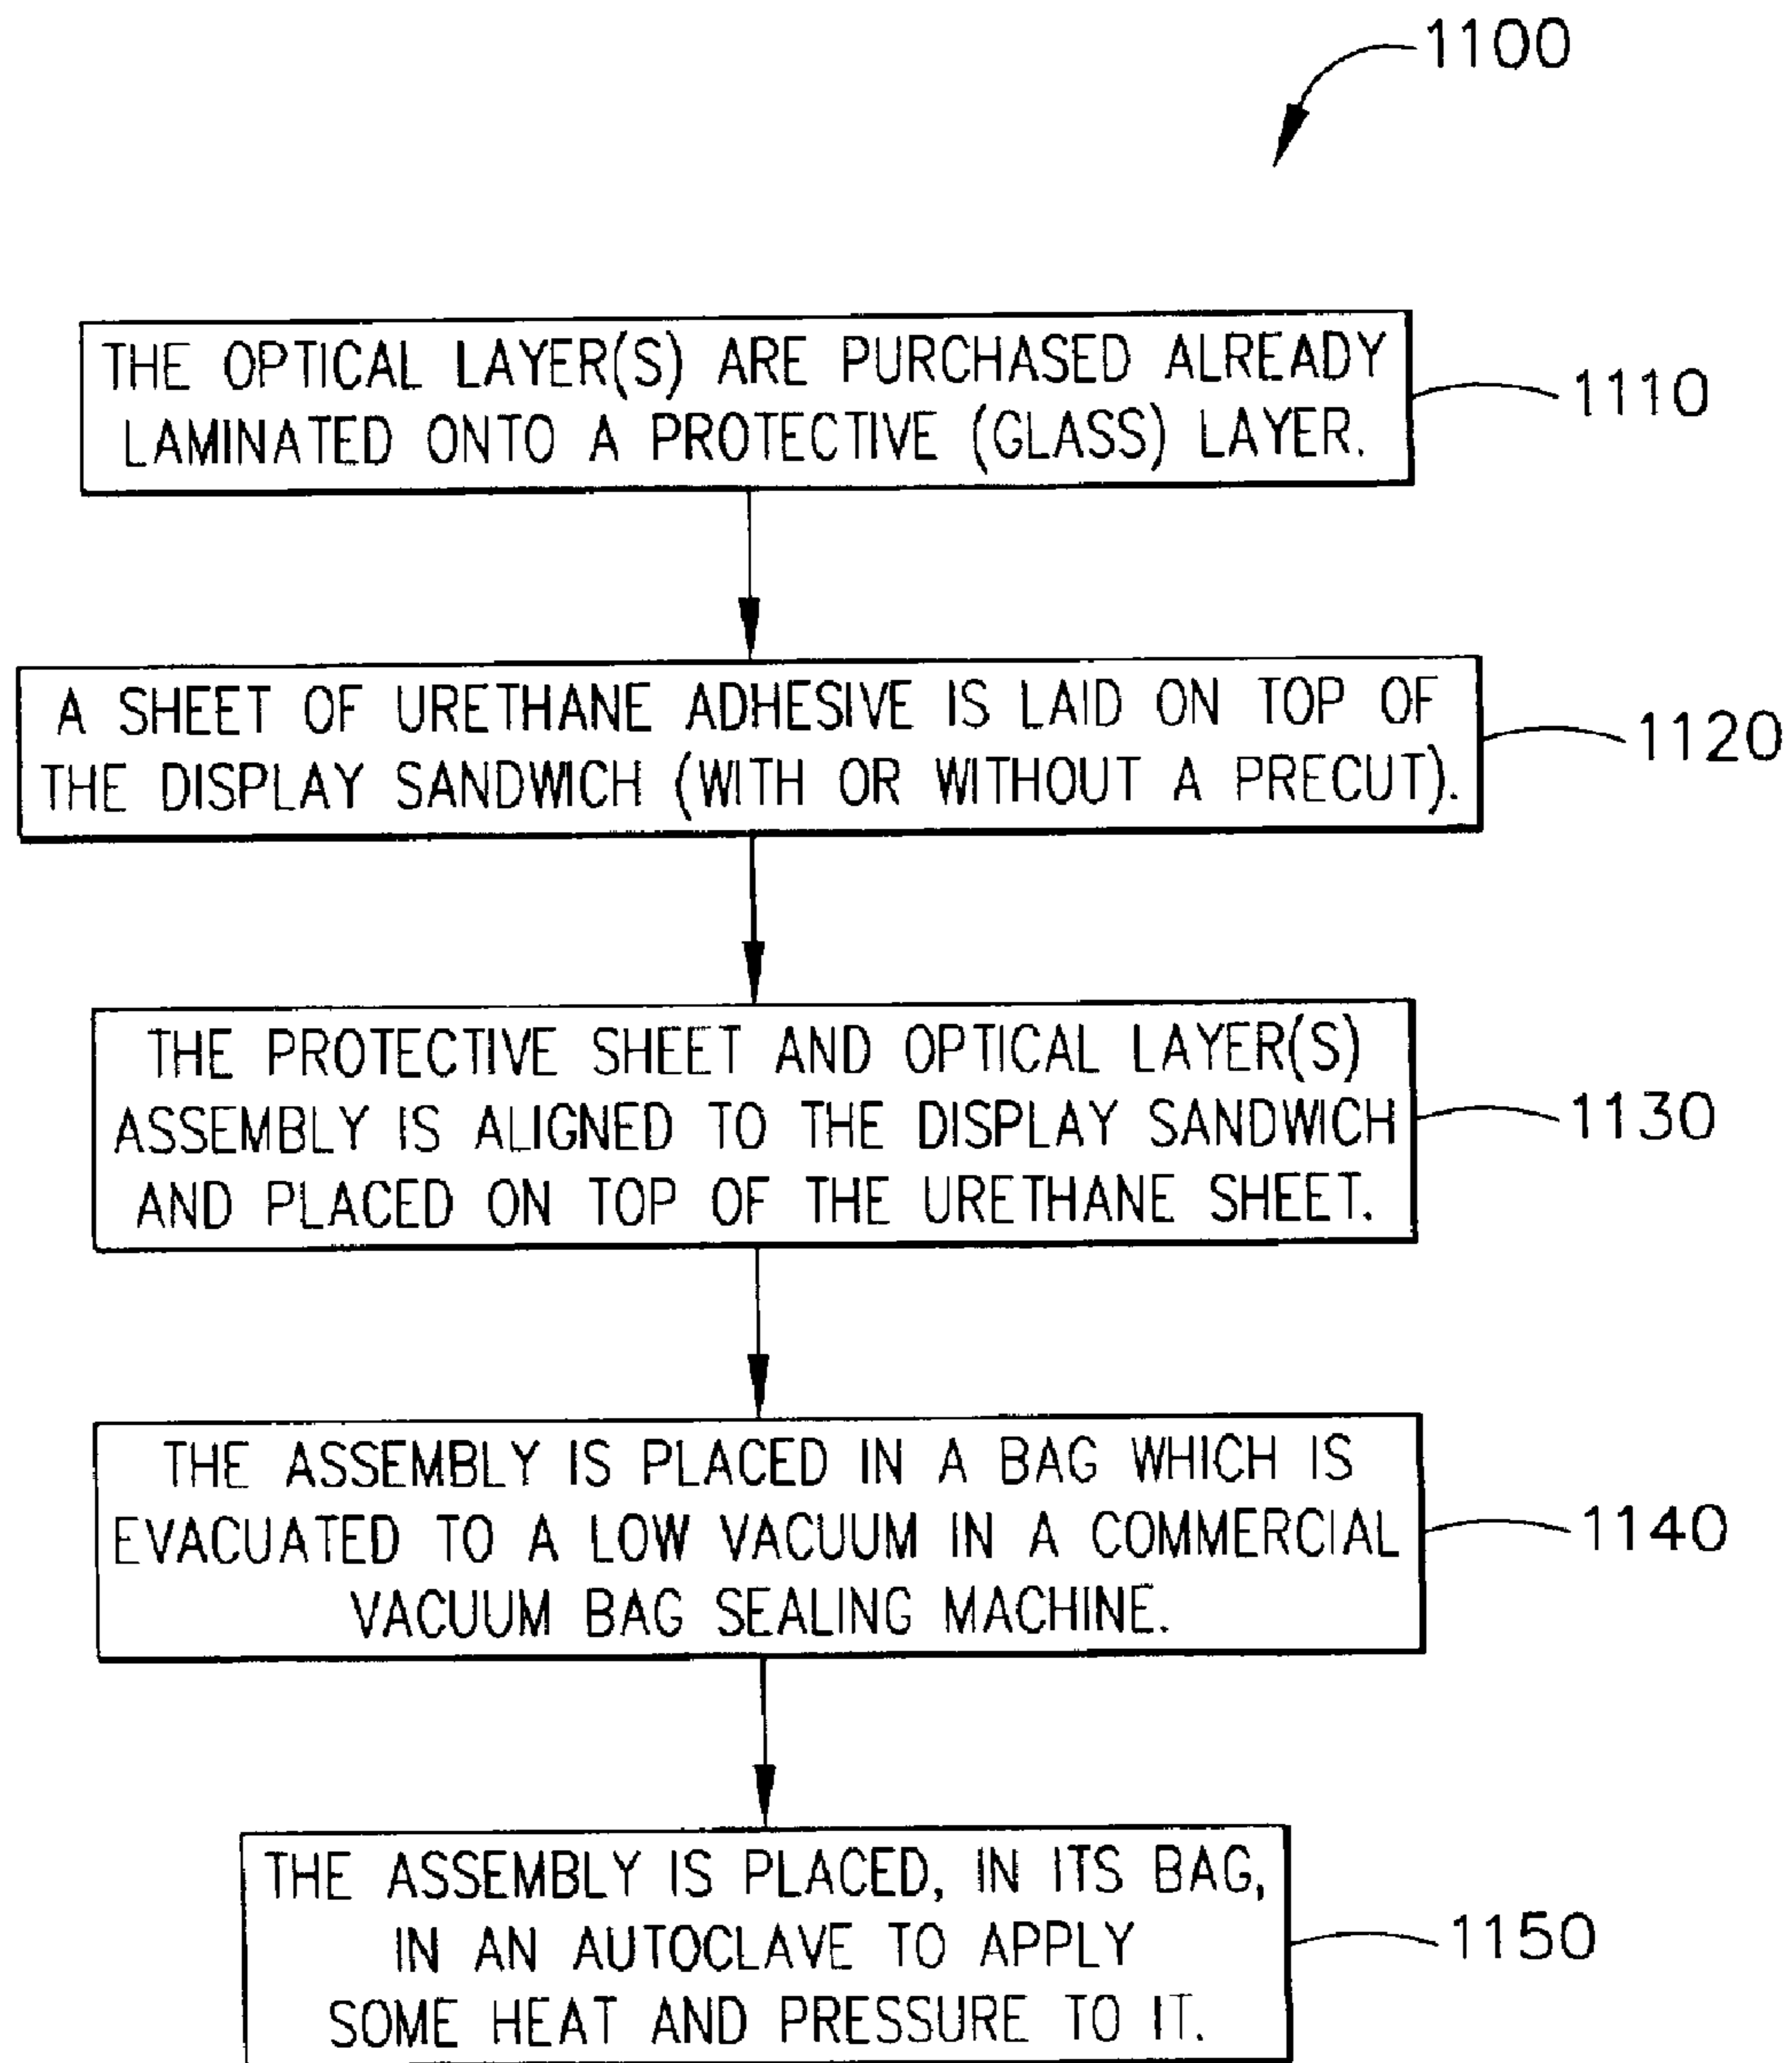 1100
THE OPTICAL LAYER(S) ARE PURCHASED ALREADY
LAMINATED ONTO A PROTECTIVE (GLASS) LAYER.
1110
A SHEET OF URETHANE ADHESIVE IS LAID ON TOP OF
THE DISPLAY SANDWICH (WITH OR WITHOUT A PRECUT).
1120
THE PROTECTIVE SHEET AND OPTICAL LAYER(S)
ASSEMBLY IS ALIGNED TO THE DISPLAY SANDWICH
AND PLACED ON TOP OF THE URETHANE SHEET.
1130
THE ASSEMBLY IS PLACED IN A BAG WHICH IS
EVACUATED TO A LOW VACUUM IN A COMMERCIAL
VACUUM BAG SEALING MACHINE.
1140
THE ASSEMBLY IS PLACED, IN ITS BAG,
IN AN AUTOCLAVE TO APPLY
SOME HEAT AND PRESSURE TO IT.
1150